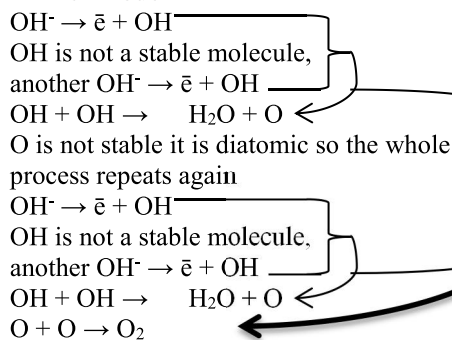 OH⁻ → ē + OH
OH is not a stable molecule,
another OH⁻ → ē + OH
OH + OH → H₂O + O
O is not stable it is diatomic so the whole
process repeats again
OH⁻ → ē + OH
OH is not a stable molecule,
another OH⁻ → ē + OH
OH + OH → H₂O + O
O + O → O₂